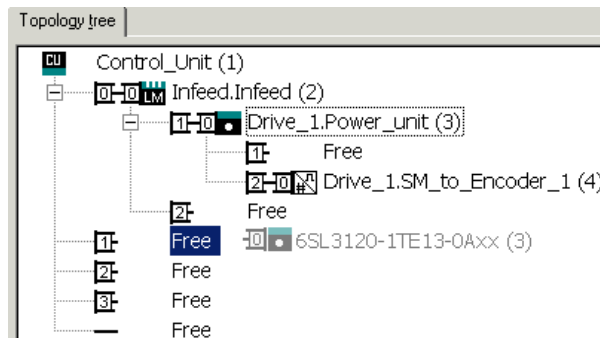 Topology tree
CU Control_Unit (1)
0 0 LM Infeed.Infeed (2)
1 0 Drive_1.Power_unit (3)
1 Free
2 0 # Drive_1.SM_to_Encoder_1 (4)
2 Free
1 Free 0 6SL3120-1TE13-0Axx (3)
2 Free
3 Free
Free